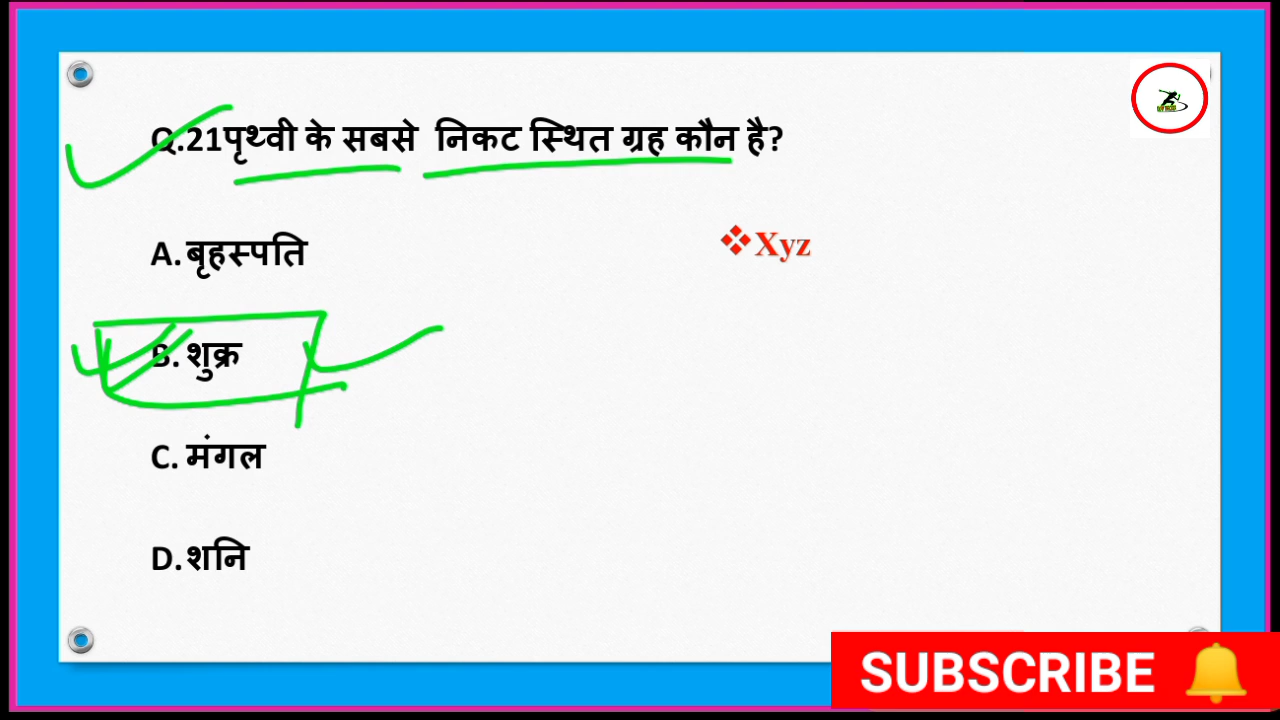 Q.21पृथ्वी के सबसे निकट स्थित ग्रह कौन है?
❖Xyz
A.बृहस्पति
B.शुक्र
C.मंगल
D.शनि
SUBSCRIBE